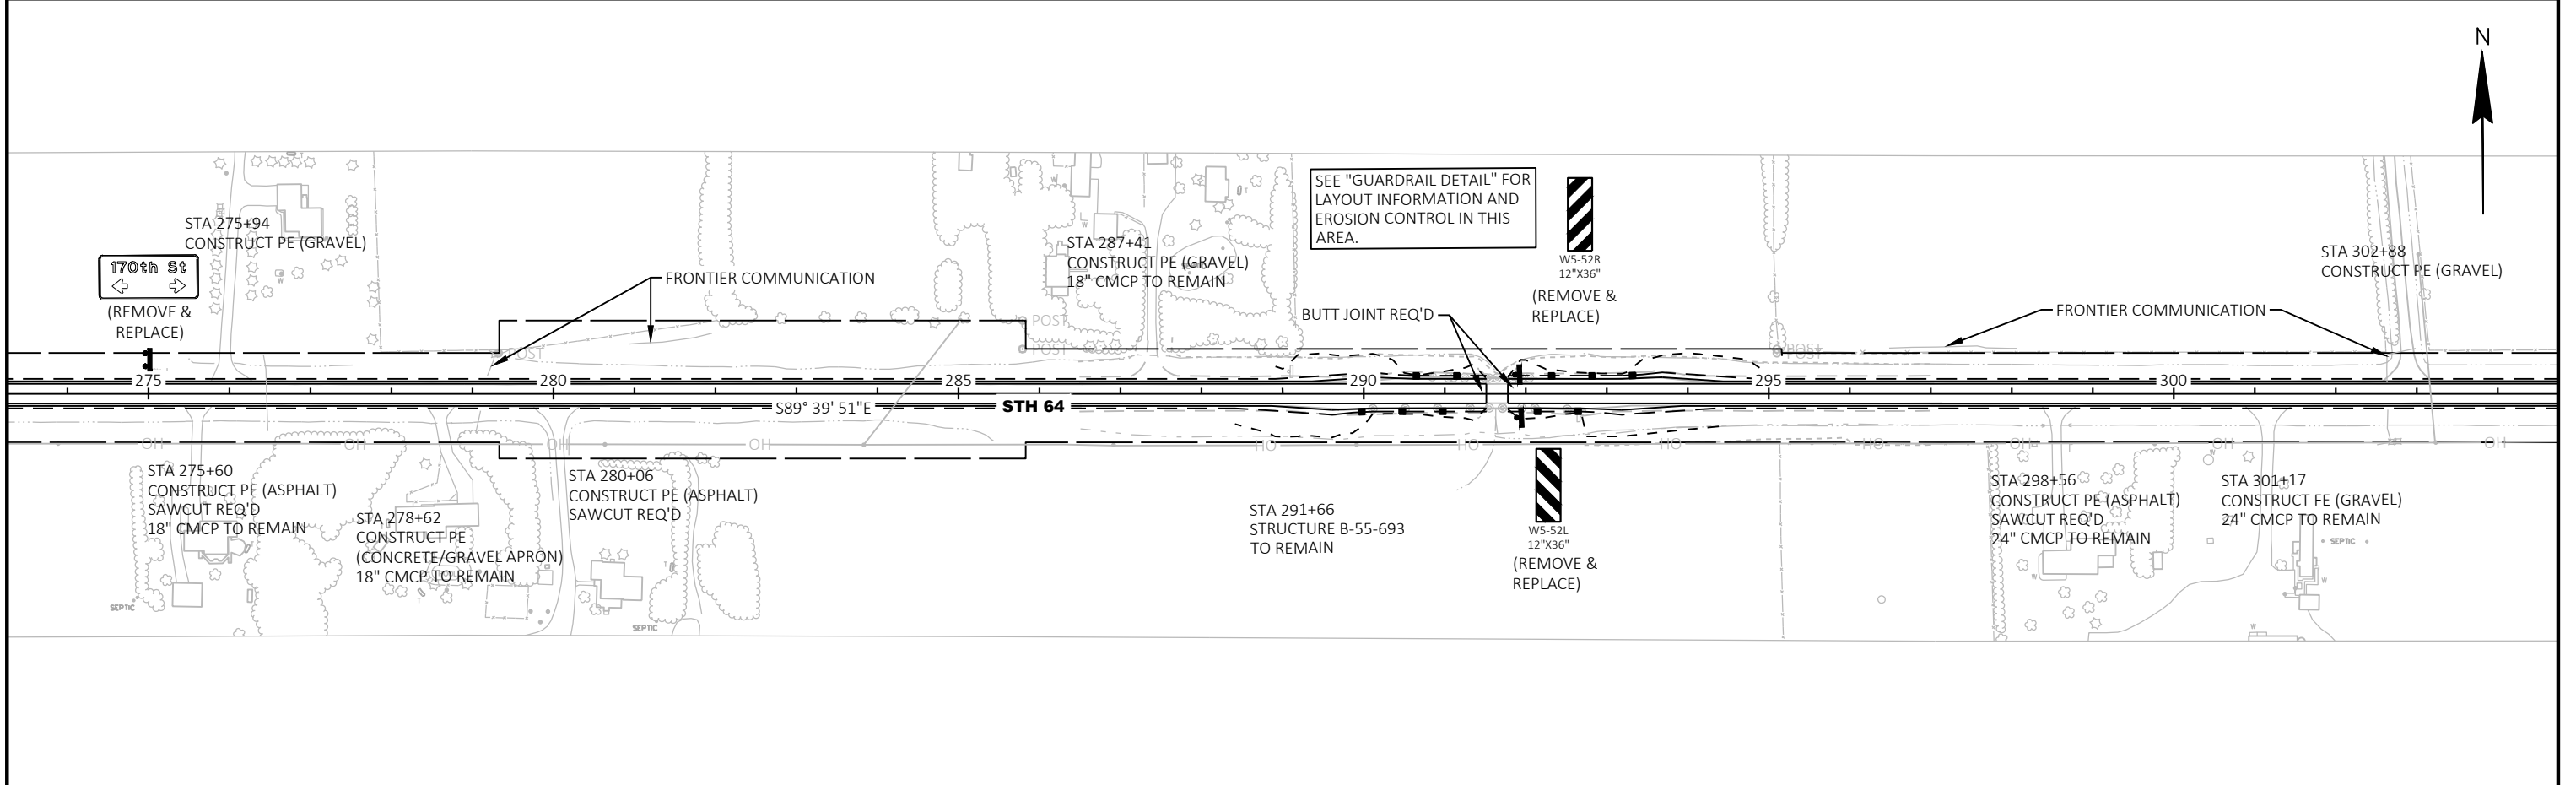 N
STA 275+94
CONSTRUCT PE (GRAVEL)
170th St
(REMOVE &
REPLACE)
FRONTIER COMMUNICATION
STA 287+41
CONSTRUCT PE (GRAVEL)
18" CMCP TO REMAIN
SEE "GUARDRAIL DETAIL" FOR
LAYOUT INFORMATION AND
EROSION CONTROL IN THIS
AREA.
W5-52R
12"X36"
(REMOVE &
REPLACE)
BUTT JOINT REQ'D
FRONTIER COMMUNICATION
STA 302+88
CONSTRUCT PE (GRAVEL)
POST
POST
POST
POST
POST
275
280
285
290
295
300
S89° 39' 51"E
STH 64
OH
OH
OH
OH
OH
OH
OH
OH
OH
OH
OH
STA 275+60
CONSTRUCT PE (ASPHALT)
SAWCUT REQ'D
18" CMCP TO REMAIN
STA 278+62
CONSTRUCT PE
(CONCRETE/GRAVEL APRON)
18" CMCP TO REMAIN
STA 280+06
CONSTRUCT PE (ASPHALT)
SAWCUT REQ'D
STA 291+66
STRUCTURE B-55-693
TO REMAIN
W5-52L
12"X36"
(REMOVE &
REPLACE)
STA 298+56
CONSTRUCT PE (ASPHALT)
SAWCUT REQ'D
24" CMCP TO REMAIN
STA 301+17
CONSTRUCT FE (GRAVEL)
24" CMCP TO REMAIN
SEPTIC
SEPTIC
SEPTIC